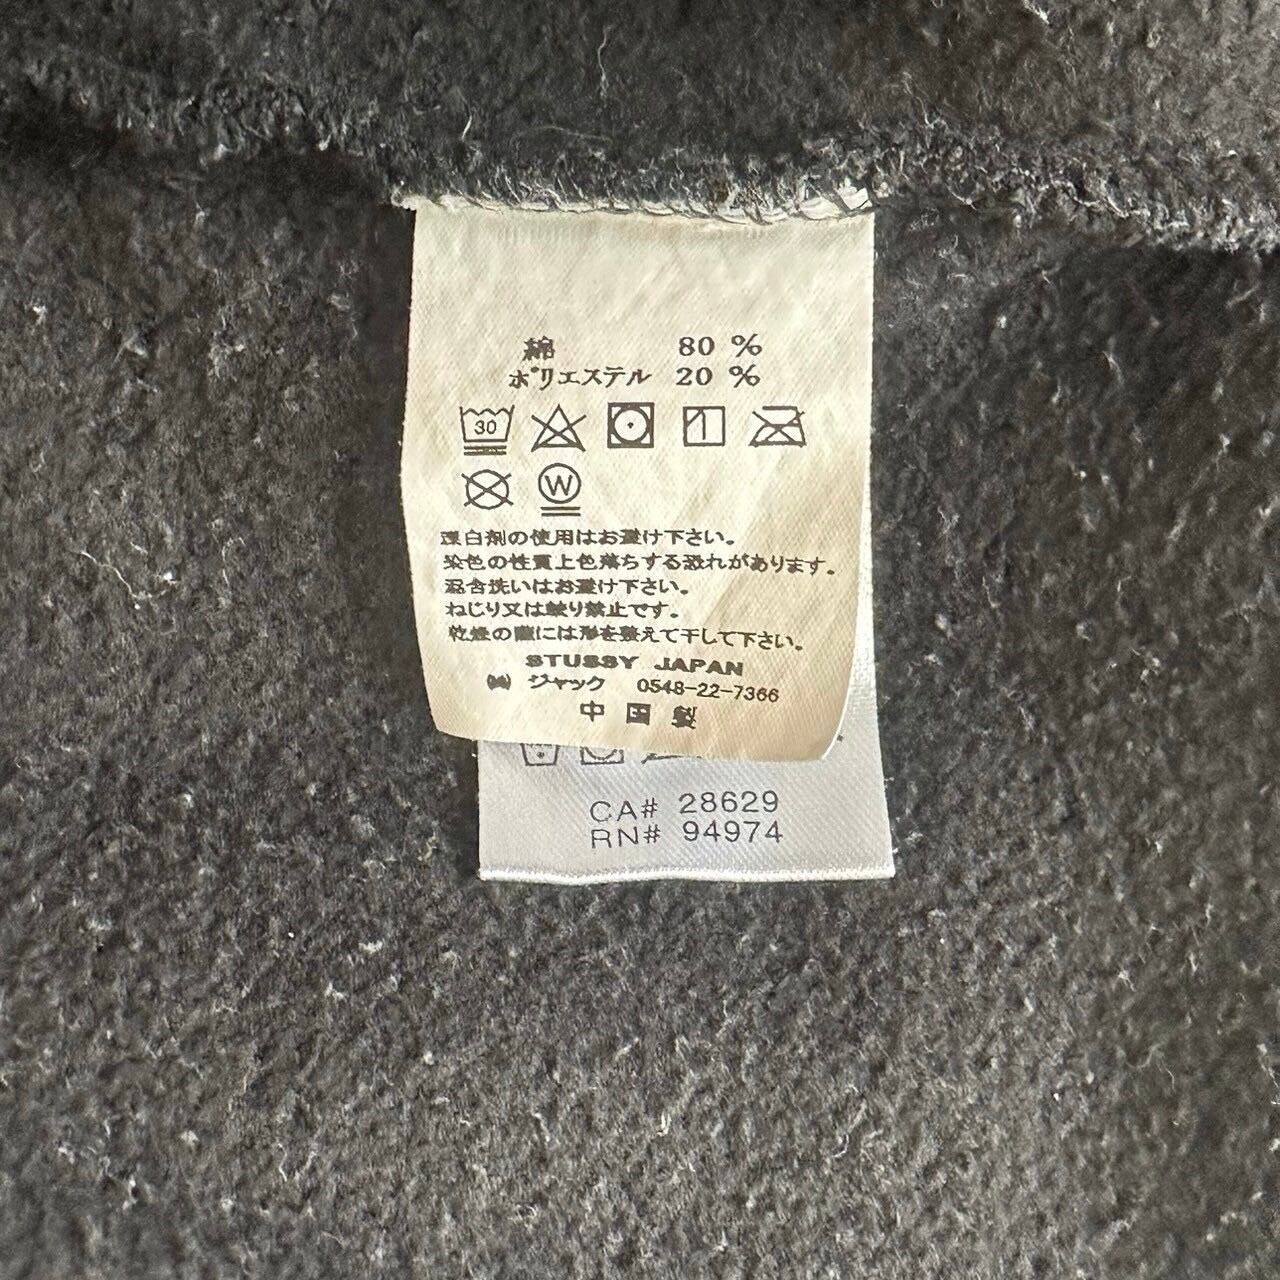 綿 80 %
ポリエステル 20 %
30
W
漂白剤の使用はお避け下さい。
染色の性質上色落ちする恐れがあります。
混合洗いはお避け下さい。
ねじり又は絞り禁止です。
乾燥の際には形を整えて干して下さい。
STUSSY JAPAN
㈱ ジャック 0548-22-7366
中国製
CA# 28629
RN# 94974